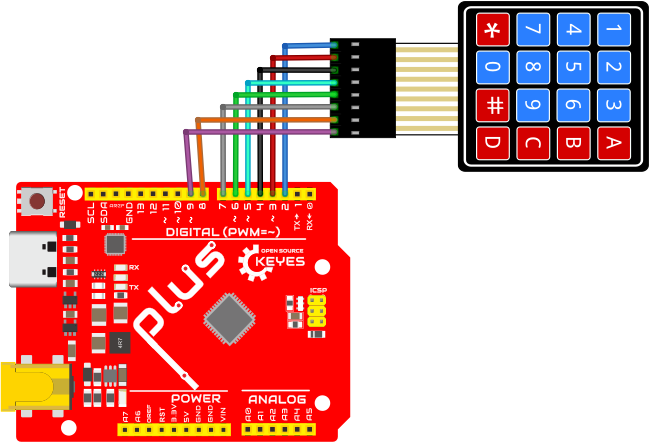 * 7 4 1
0 8 5 2
# 9 6 3
D C B A
RESET
SCL
SDA
AREF
GND
13
12
~ 11
~ 10
~ 9
8
7
~ 6
~ 5
4
~ 3
2
TX→ 1
RX← 0
DIGITAL (PWM=~)
OPEN SOURCE
KEYES
plus
RX
TX
ICSP
4R7
POWER
ANALOG
A7
A6
IOREF
RST
3.3V
5V
GND
GND
VIN
A0
A1
A2
A3
A4
A5